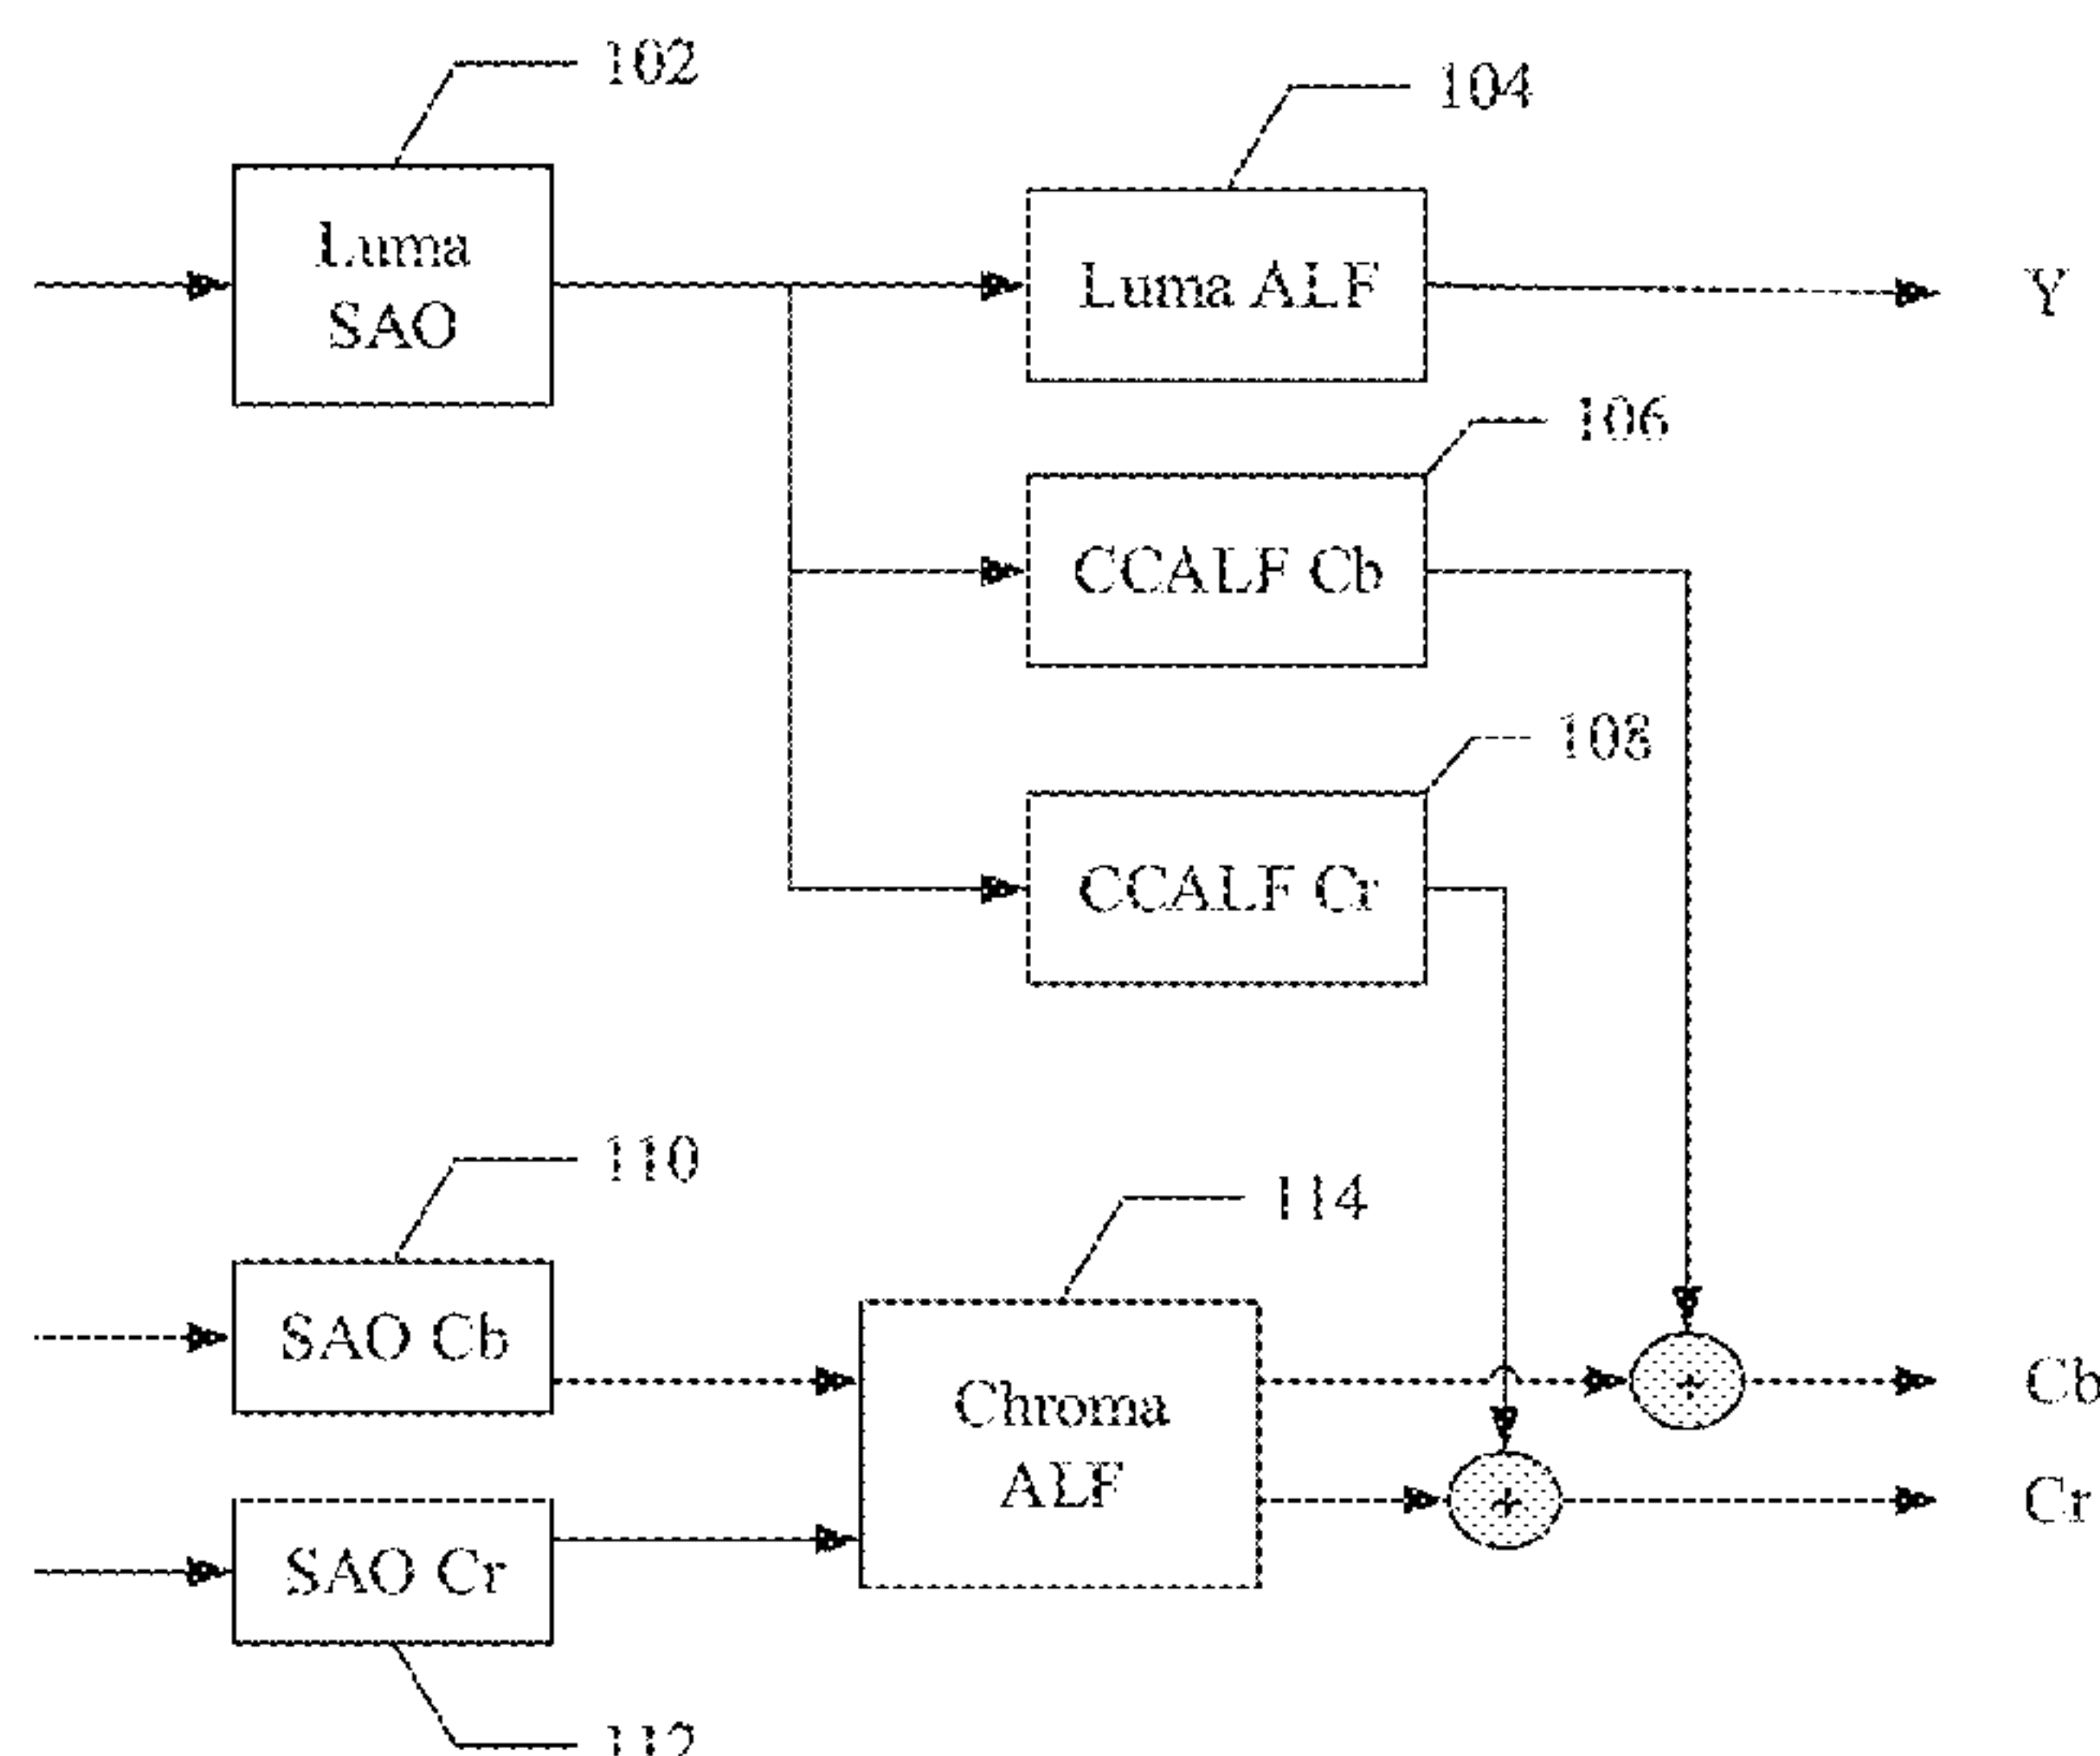 102
104
Luma
SAO
Luma ALF
Y
106
CCALF Cb
108
CCALF Cr
110
114
SAO Cb
Chroma
ALF
+
Cb
+
Cr
SAO Cr
112